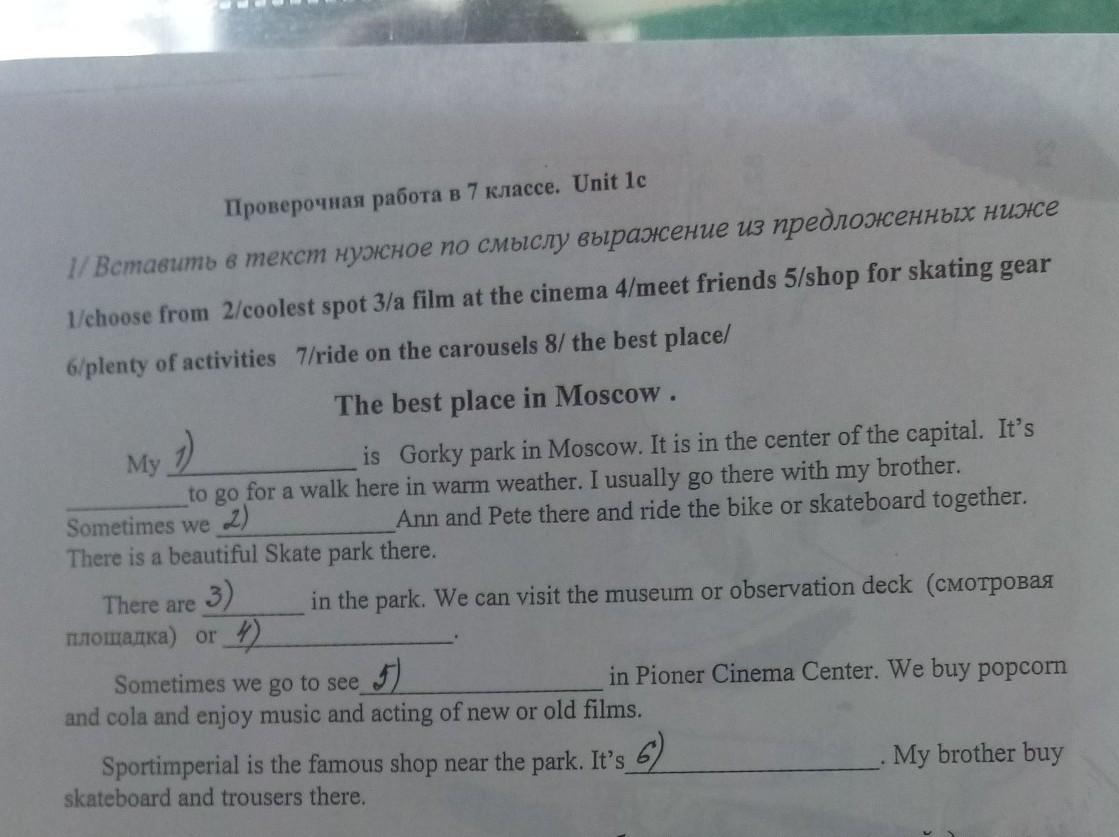 Проверочная работа в 7 классе. Unit 1c
1/ Вставить в текст нужное по смыслу выражение из предложенных ниже
1/choose from 2/coolest spot 3/a film at the cinema 4/meet friends 5/shop for skating gear
6/plenty of activities 7/ride on the carousels 8/ the best place/
The best place in Moscow .
My 1)____________ is Gorky park in Moscow. It is in the center of the capital. It's
__________to go for a walk here in warm weather. I usually go there with my brother.
Sometimes we 2)____________Ann and Pete there and ride the bike or skateboard together.
There is a beautiful Skate park there.
There are 3)______ in the park. We can visit the museum or observation deck (смотровая
площадка) or 4)______________.
Sometimes we go to see 5)______________ in Pioner Cinema Center. We buy popcorn
and cola and enjoy music and acting of new or old films.
Sportimperial is the famous shop near the park. It's 6)______________. My brother buy
skateboard and trousers there.